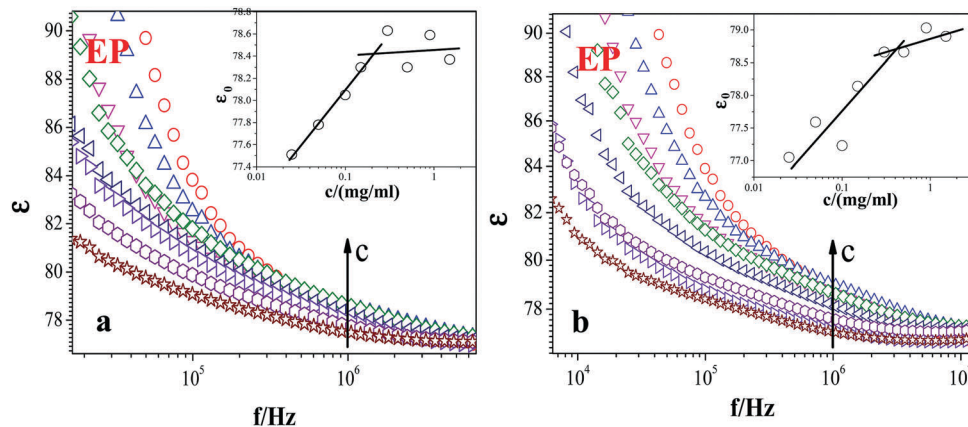 90
88
86
84
82
80
78
ε
EP
a
c
10⁵
10⁶
f/Hz
78.6
78.4
78.2
78.0
77.8
77.6
77.4
ε₀
0.01
0.1
1
c/(mg/ml)
90
88
86
84
82
80
78
ε
EP
b
c
10⁴
10⁵
10⁶
10⁷
f/Hz
79.0
78.5
78.0
77.5
77.0
ε₀
0.01
0.1
1
c/(mg/ml)